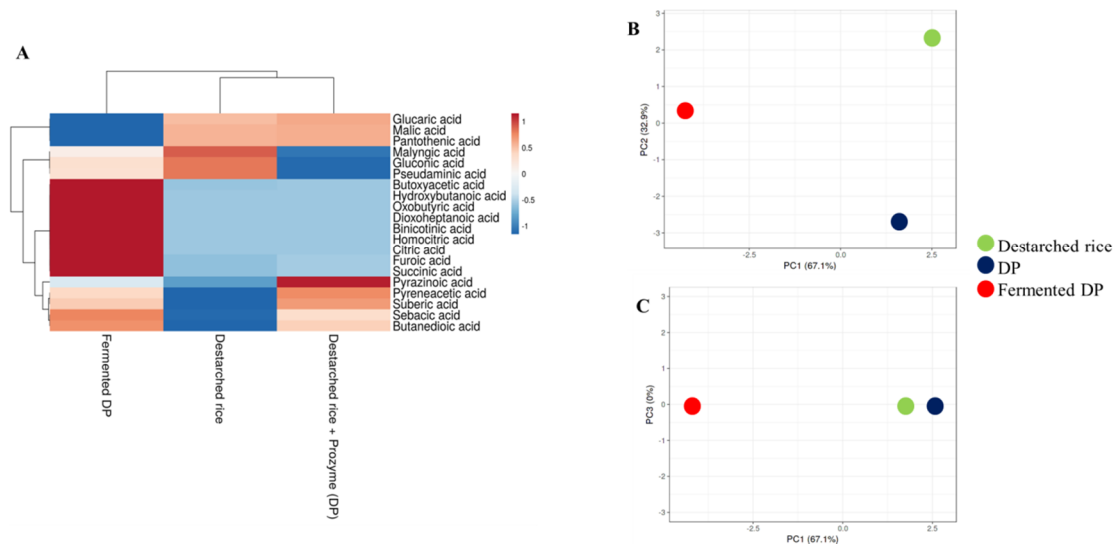 A
Glucaric acid
Malic acid
Pantothenic acid
Malyngic acid
Gluconic acid
Pseudaminic acid
Butoxyacetic acid
Hydroxybutanoic acid
Oxobutyric acid
Dioxoheptanoic acid
Binicotinic acid
Homocitric acid
Citric acid
Furoic acid
Succinic acid
Pyrazinoic acid
Pyreneacetic acid
Suberic acid
Sebacic acid
Butanedioic acid
1
0.5
0
-0.5
-1
Fermented DP
Destarched rice
Destarched rice + Prozyme (DP)
B
3
2
1
0
-1
-2
-3
PC2 (32.9%)
-2.5
0.0
2.5
PC1 (67.1%)
Destarched rice
DP
Fermented DP
C
3
2
1
0
-1
-2
-3
PC3 (0%)
-2.5
0.0
2.5
PC1 (67.1%)